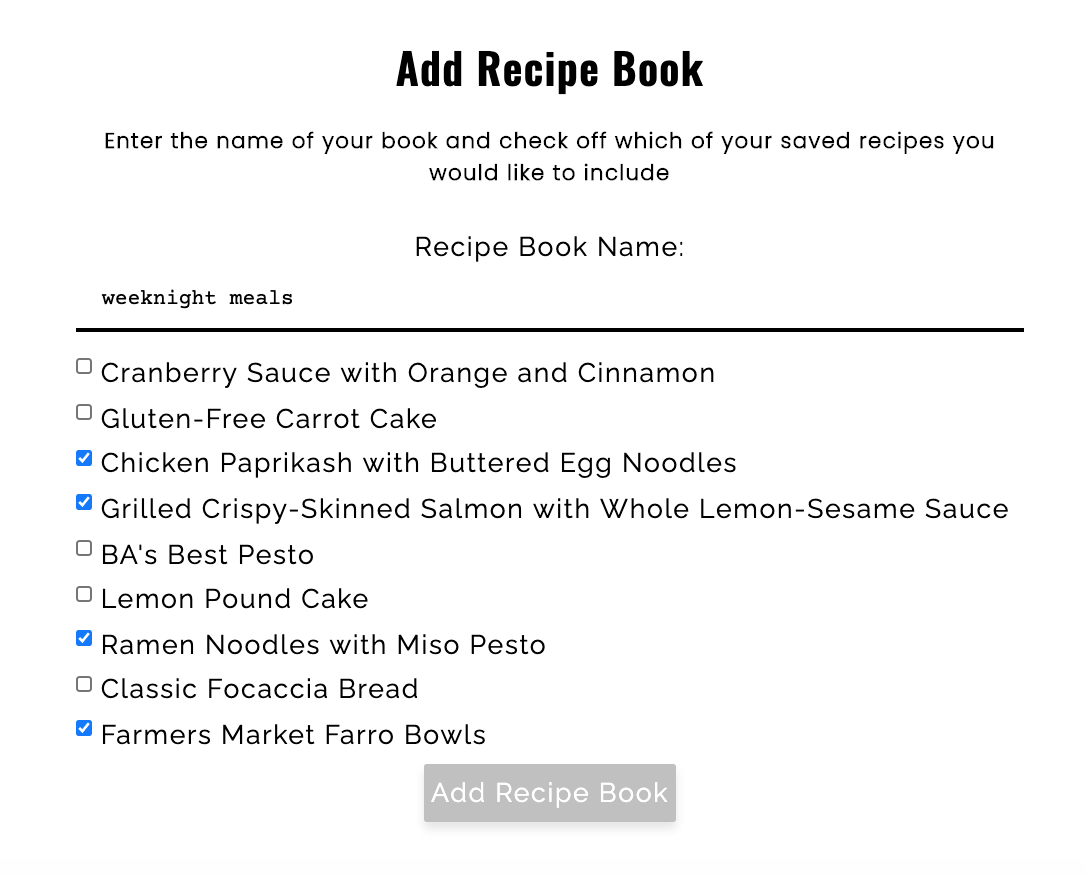 Add Recipe Book
Enter the name of your book and check off which of your saved recipes you
would like to include
Recipe Book Name:
weeknight meals
Cranberry Sauce with Orange and Cinnamon
Gluten-Free Carrot Cake
Chicken Paprikash with Buttered Egg Noodles
Grilled Crispy-Skinned Salmon with Whole Lemon-Sesame Sauce
BA's Best Pesto
Lemon Pound Cake
Ramen Noodles with Miso Pesto
Classic Focaccia Bread
Farmers Market Farro Bowls
Add Recipe Book